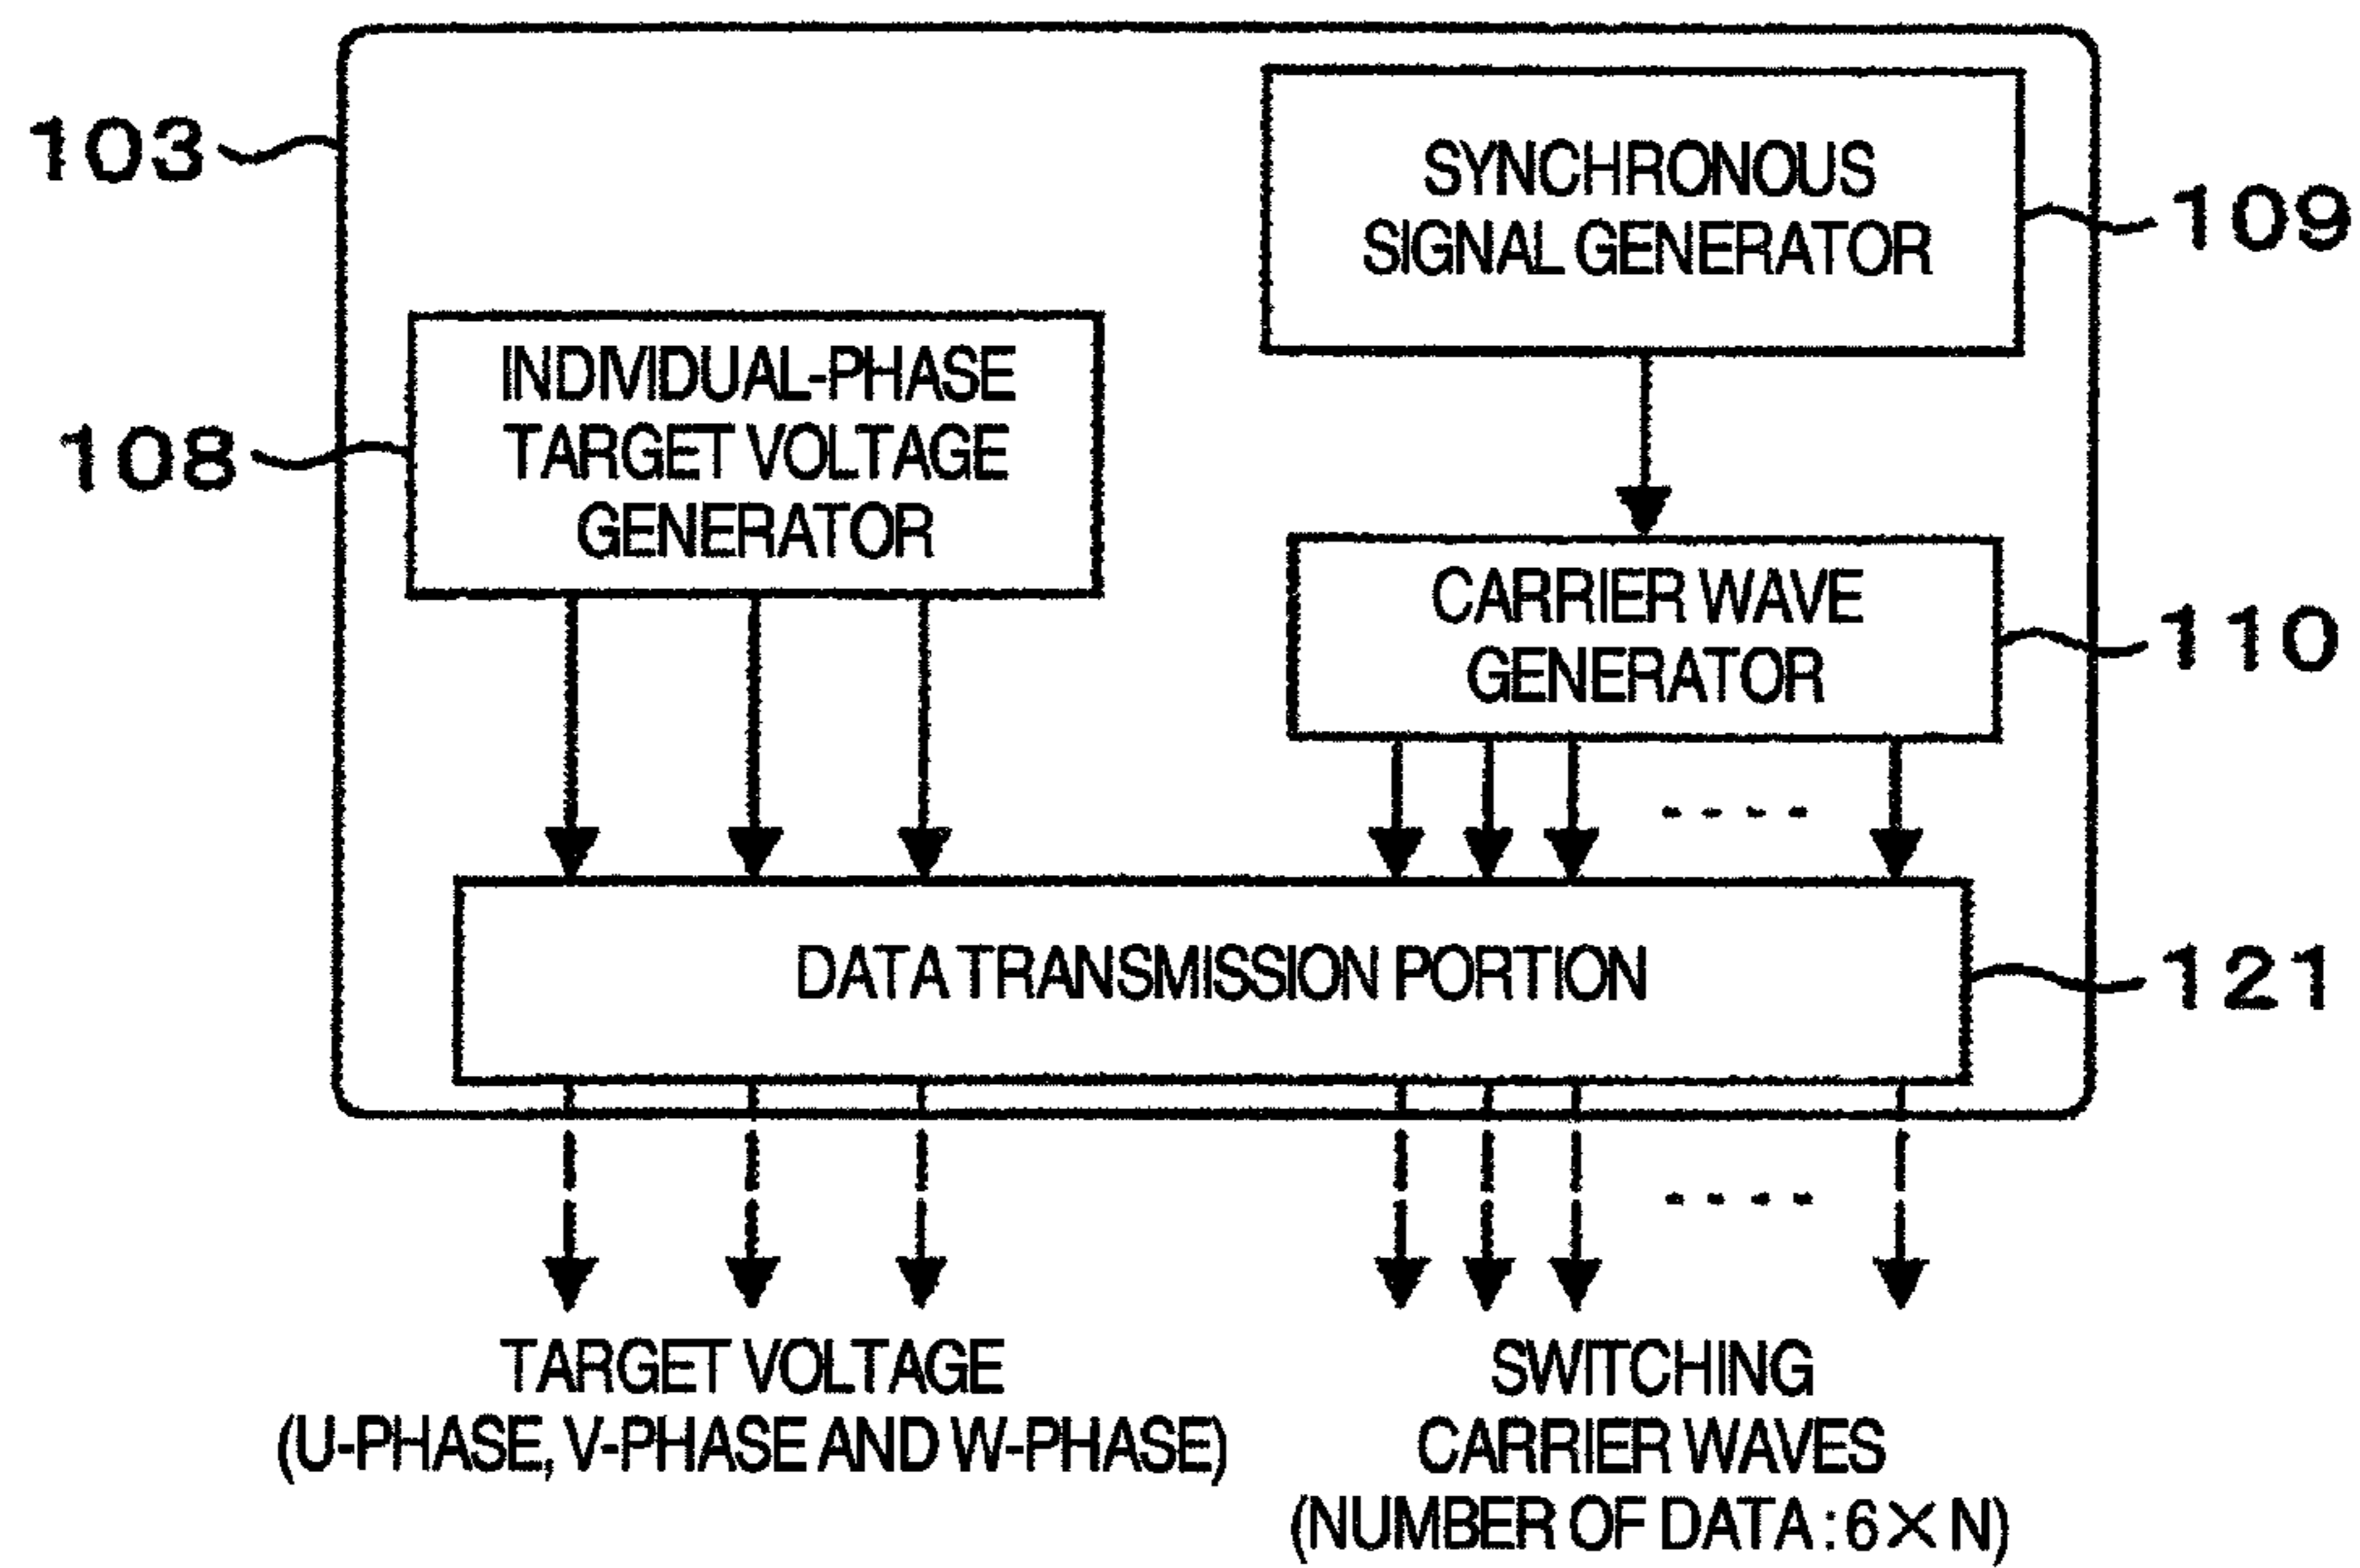 103
SYNCHRONOUS
SIGNAL GENERATOR
109
INDIVIDUAL-PHASE
TARGET VOLTAGE
GENERATOR
108
CARRIER WAVE
GENERATOR
110
DATA TRANSMISSION PORTION
121
TARGET VOLTAGE
(U-PHASE, V-PHASE AND W-PHASE)
SWITCHING
CARRIER WAVES
(NUMBER OF DATA : 6×N)